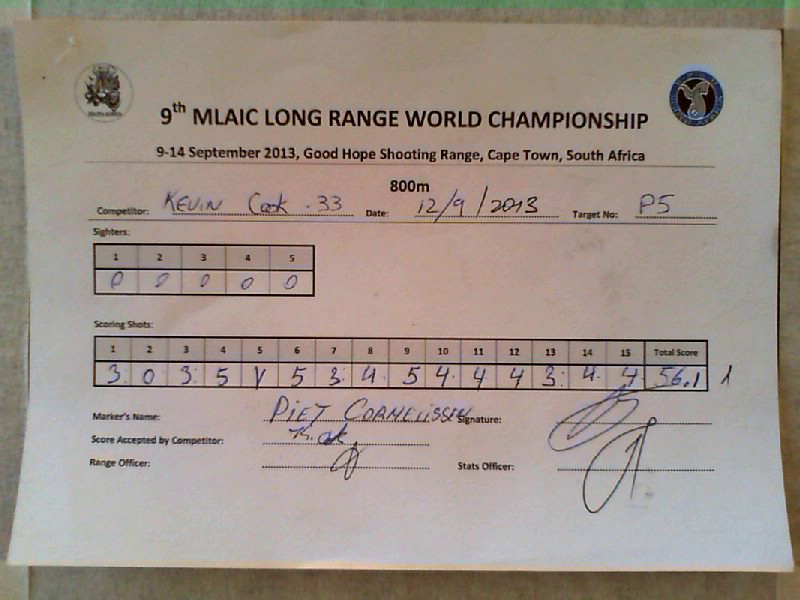 9th MLAIC LONG RANGE WORLD CHAMPIONSHIP
9-14 September 2013, Good Hope Shooting Range, Cape Town, South Africa
800m
Competitor: KEVIN Cook .33 Date: 12/9/2013 Target No: P5
Sighters:
1 2 3 4 5
0 0 0 0 0
Scoring Shots:
1 2 3 4 5 6 7 8 9 10 11 12 13 14 15 Total Score
3 0 3 5 V 5 3 4 5 4 4 4 3 4 4 56.1 1
Marker's Name: PIET CORNELISSEN Signature:
Score Accepted by Competitor: K. Cook
Range Officer: Stats Officer: